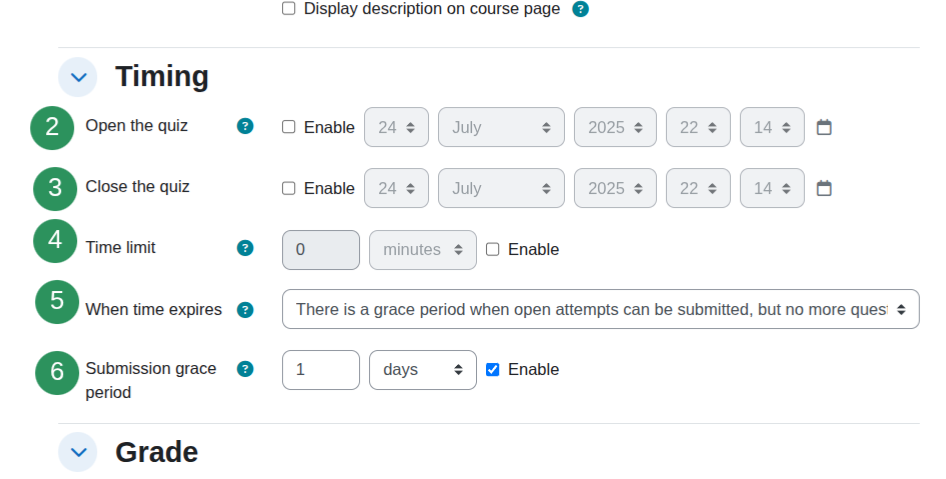 Display description on course page ?
Timing
2 Open the quiz ? Enable 24 July 2025 22 14
3 Close the quiz Enable 24 July 2025 22 14
4 Time limit ? 0 minutes Enable
5 When time expires ? There is a grace period when open attempts can be submitted, but no more ques
6 Submission grace ? 1 days Enable
period
Grade